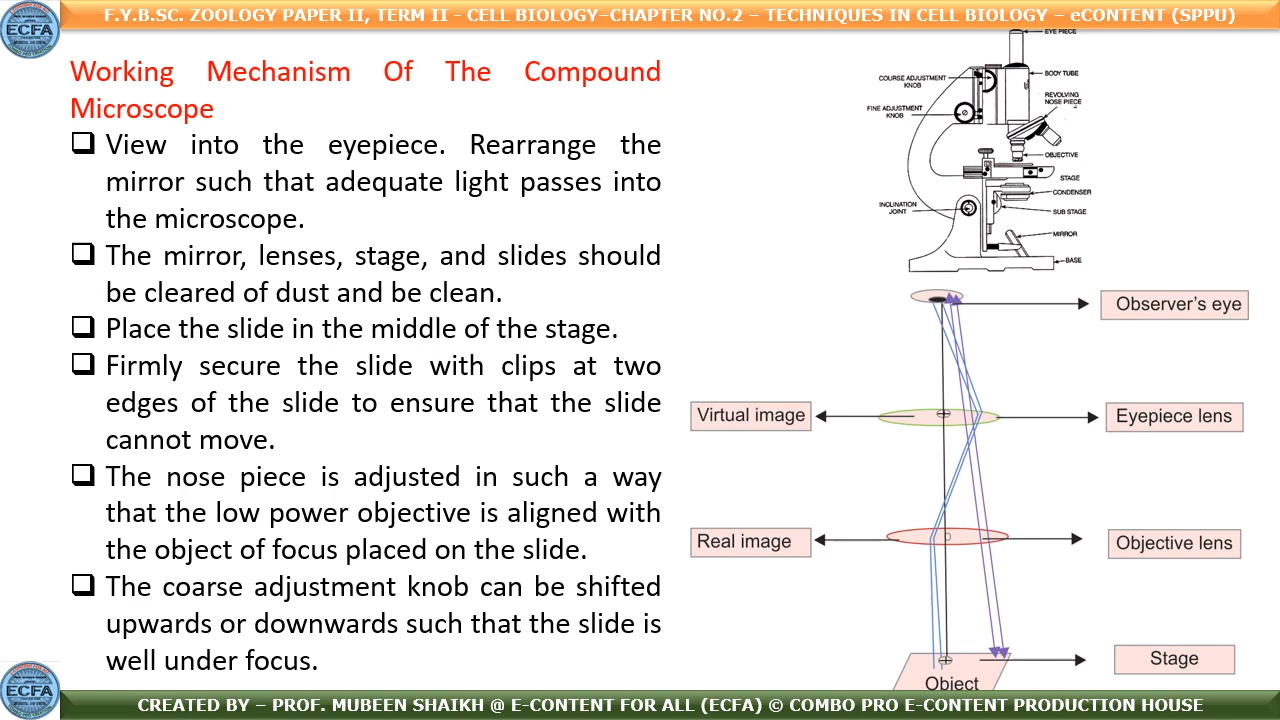 F.Y.B.SC. ZOOLOGY PAPER II, TERM II - CELL BIOLOGY–CHAPTER NO.2 – TECHNIQUES IN CELL BIOLOGY – eCONTENT (SPPU)
ECFA
Working Mechanism Of The Compound
Microscope
View into the eyepiece. Rearrange the
mirror such that adequate light passes into
the microscope.
The mirror, lenses, stage, and slides should
be cleared of dust and be clean.
Place the slide in the middle of the stage.
Firmly secure the slide with clips at two
edges of the slide to ensure that the slide
cannot move.
The nose piece is adjusted in such a way
that the low power objective is aligned with
the object of focus placed on the slide.
The coarse adjustment knob can be shifted
upwards or downwards such that the slide is
well under focus.
EYE PIECE
COURSE ADJUSTMENT
KNOB
BODY TUBE
REVOLVING
NOSE PIECE
FINE ADJUSTMENT
KNOB
OBJECTIVE
STAGE
CONDENSER
INCLINATION
JOINT
SUB STAGE
MIRROR
BASE
Observer's eye
Virtual image
Eyepiece lens
Real image
Objective lens
Stage
Object
ECFA
CREATED BY – PROF. MUBEEN SHAIKH @ E-CONTENT FOR ALL (ECFA) © COMBO PRO E-CONTENT PRODUCTION HOUSE